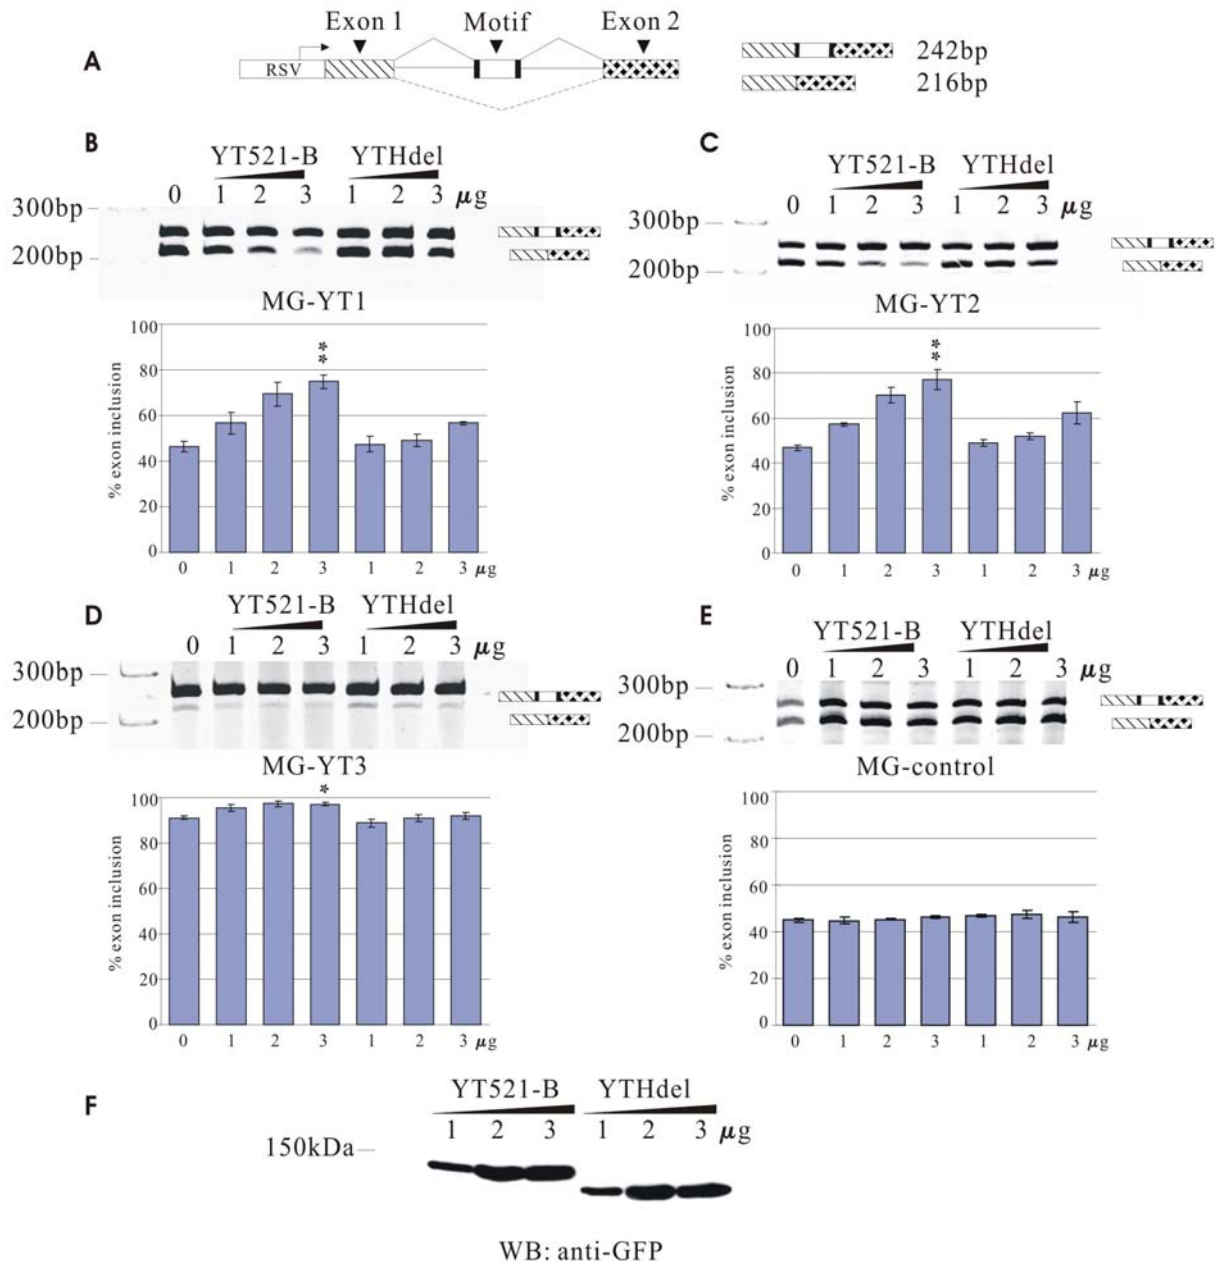 Exon 1 Motif Exon 2
A
RSV
242bp
216bp
B
YT521-B YTHdel
0 1 2 3 1 2 3 μg
300bp
200bp
MG-YT1
% exon inclusion
100
80
60
40
20
0
**
0 1 2 3 1 2 3 μg
C
YT521-B YTHdel
0 1 2 3 1 2 3 μg
300bp
200bp
MG-YT2
% exon inclusion
100
80
60
40
20
0
**
0 1 2 3 1 2 3 μg
D
YT521-B YTHdel
0 1 2 3 1 2 3 μg
300bp
200bp
MG-YT3
% exon inclusion
100
80
60
40
20
0
*
0 1 2 3 1 2 3 μg
E
YT521-B YTHdel
0 1 2 3 1 2 3 μg
300bp
200bp
MG-control
% exon inclusion
100
80
60
40
20
0
0 1 2 3 1 2 3 μg
F
YT521-B YTHdel
1 2 3 1 2 3 μg
150kDa
WB: anti-GFP